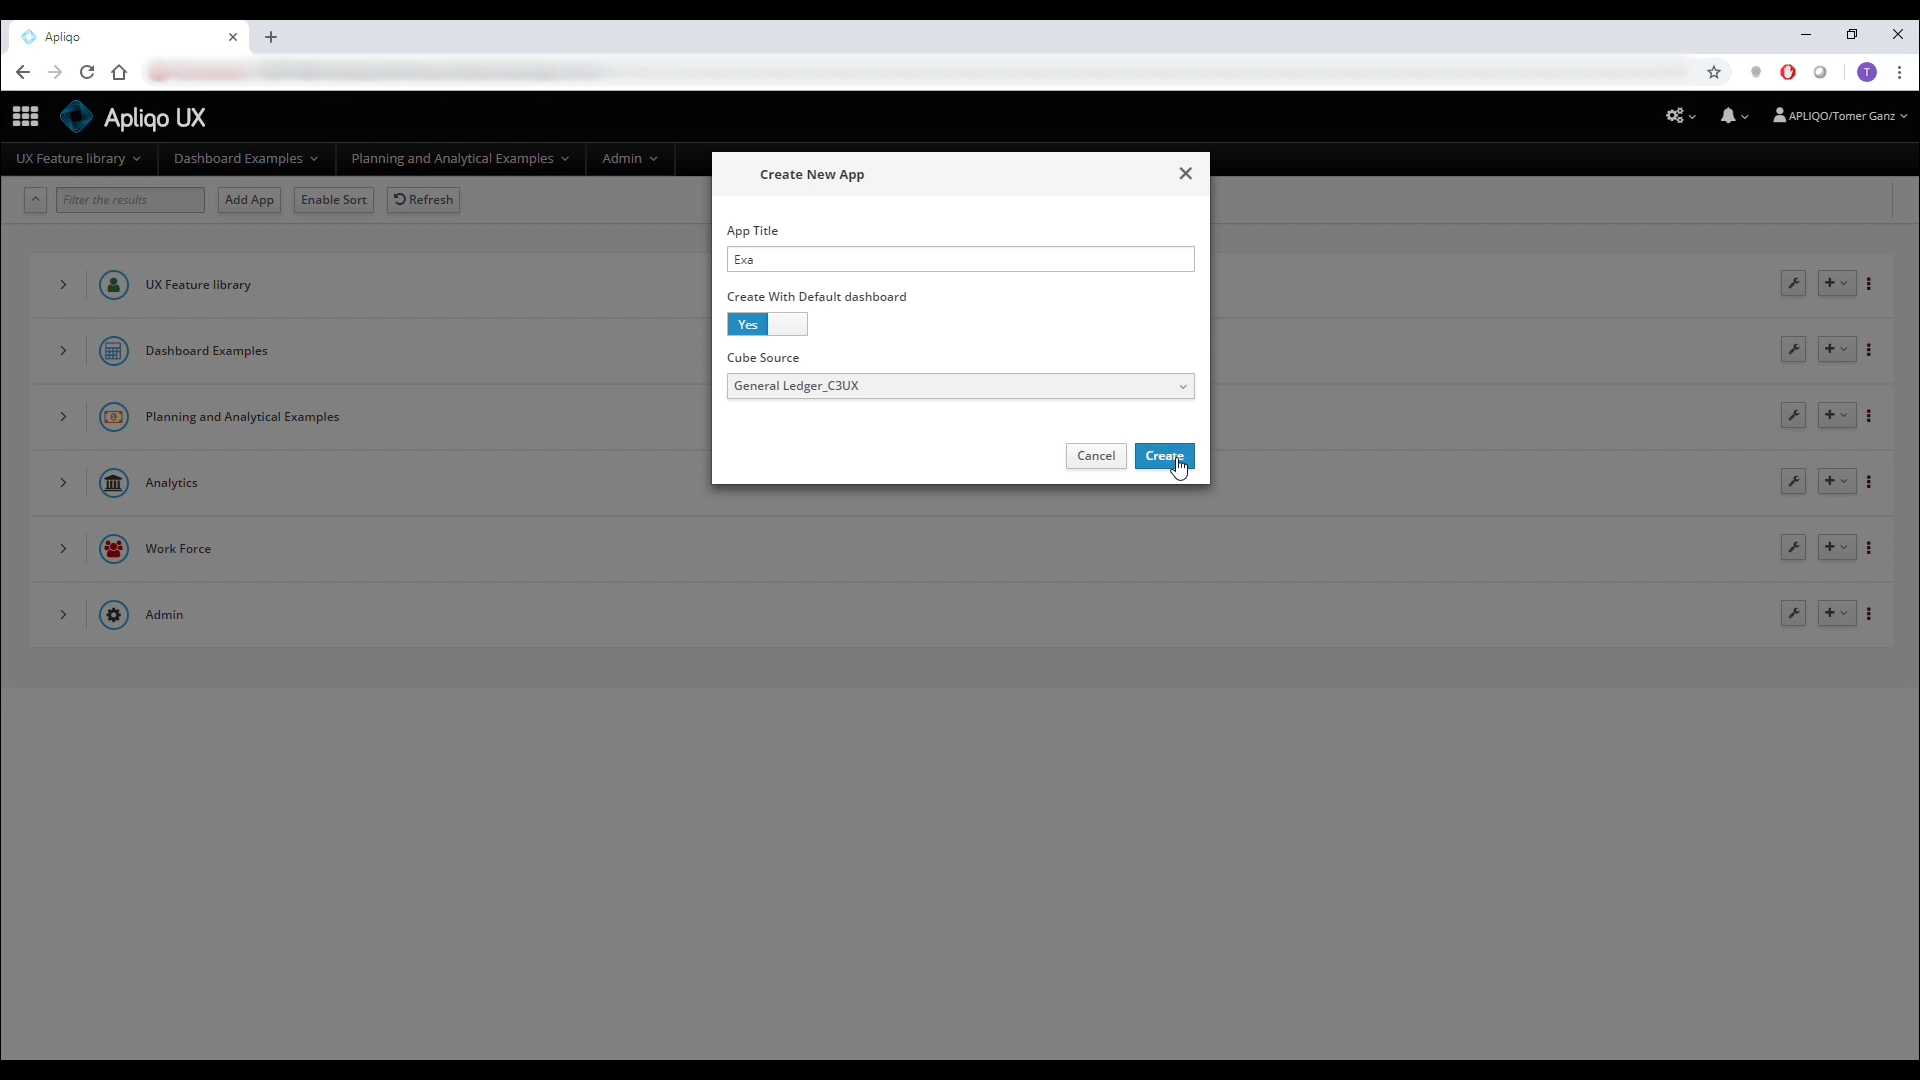 Apliqo
T
Apliqo UX
APLIQO/Tomer Ganz
UX Feature library
Dashboard Examples
Planning and Analytical Examples
Admin
Create New App
Filter the results
Add App
Enable Sort
Refresh
App Title
Exa
Create With Default dashboard
Yes
Cube Source
General Ledger_C3UX
Cancel
Create
UX Feature library
Dashboard Examples
Planning and Analytical Examples
Analytics
Work Force
Admin